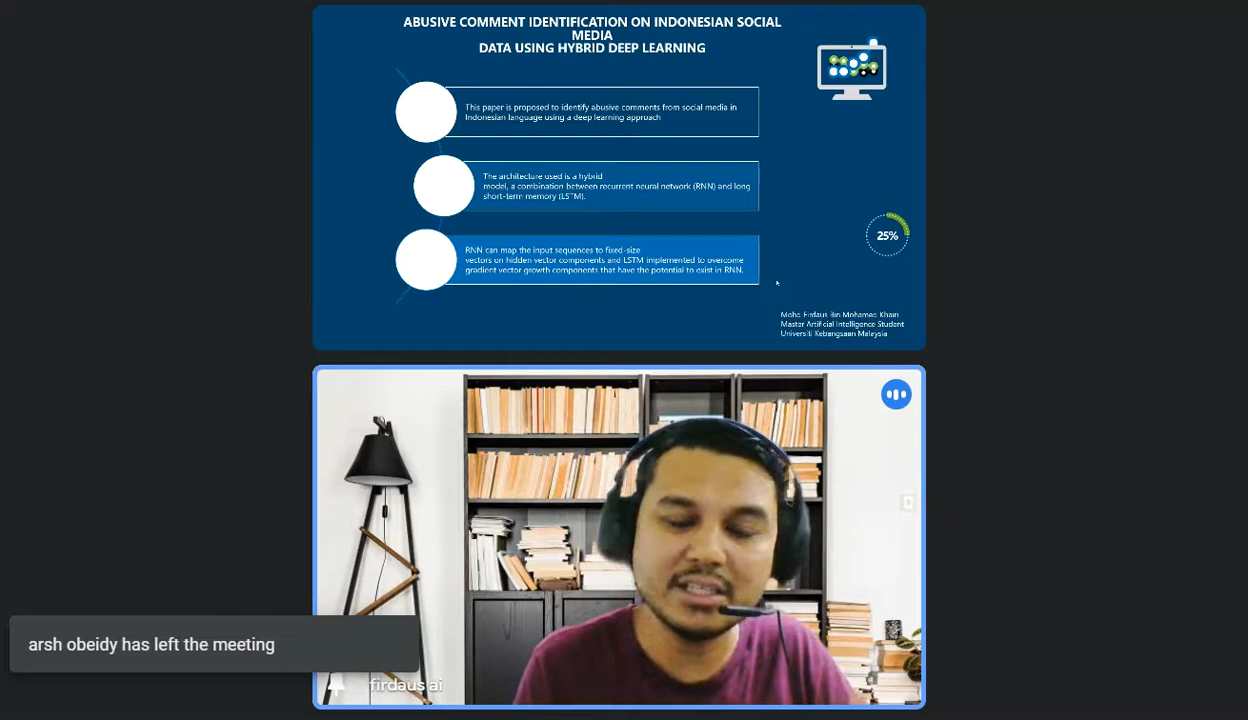 ABUSIVE COMMENT IDENTIFICATION ON INDONESIAN SOCIAL
MEDIA
DATA USING HYBRID DEEP LEARNING
This paper is proposed to identify abusive comments from social media in
Indonesian language using a deep learning approach
The architecture used is a hybrid
model, a combination between recurrent neural network (RNN) and long
short-term memory (LSTM).
RNN can map the input sequences to fixed-size
vectors on hidden vector components and LSTM implemented to overcome
gradient vector growth components that have the potential to exist in RNN.
25%
Mohd Firdaus Bin Mohamed Khairi
Master Artificial Intelligence Student
Universiti Kebangsaan Malaysia
arsh obeidy has left the meeting
firdaus ai